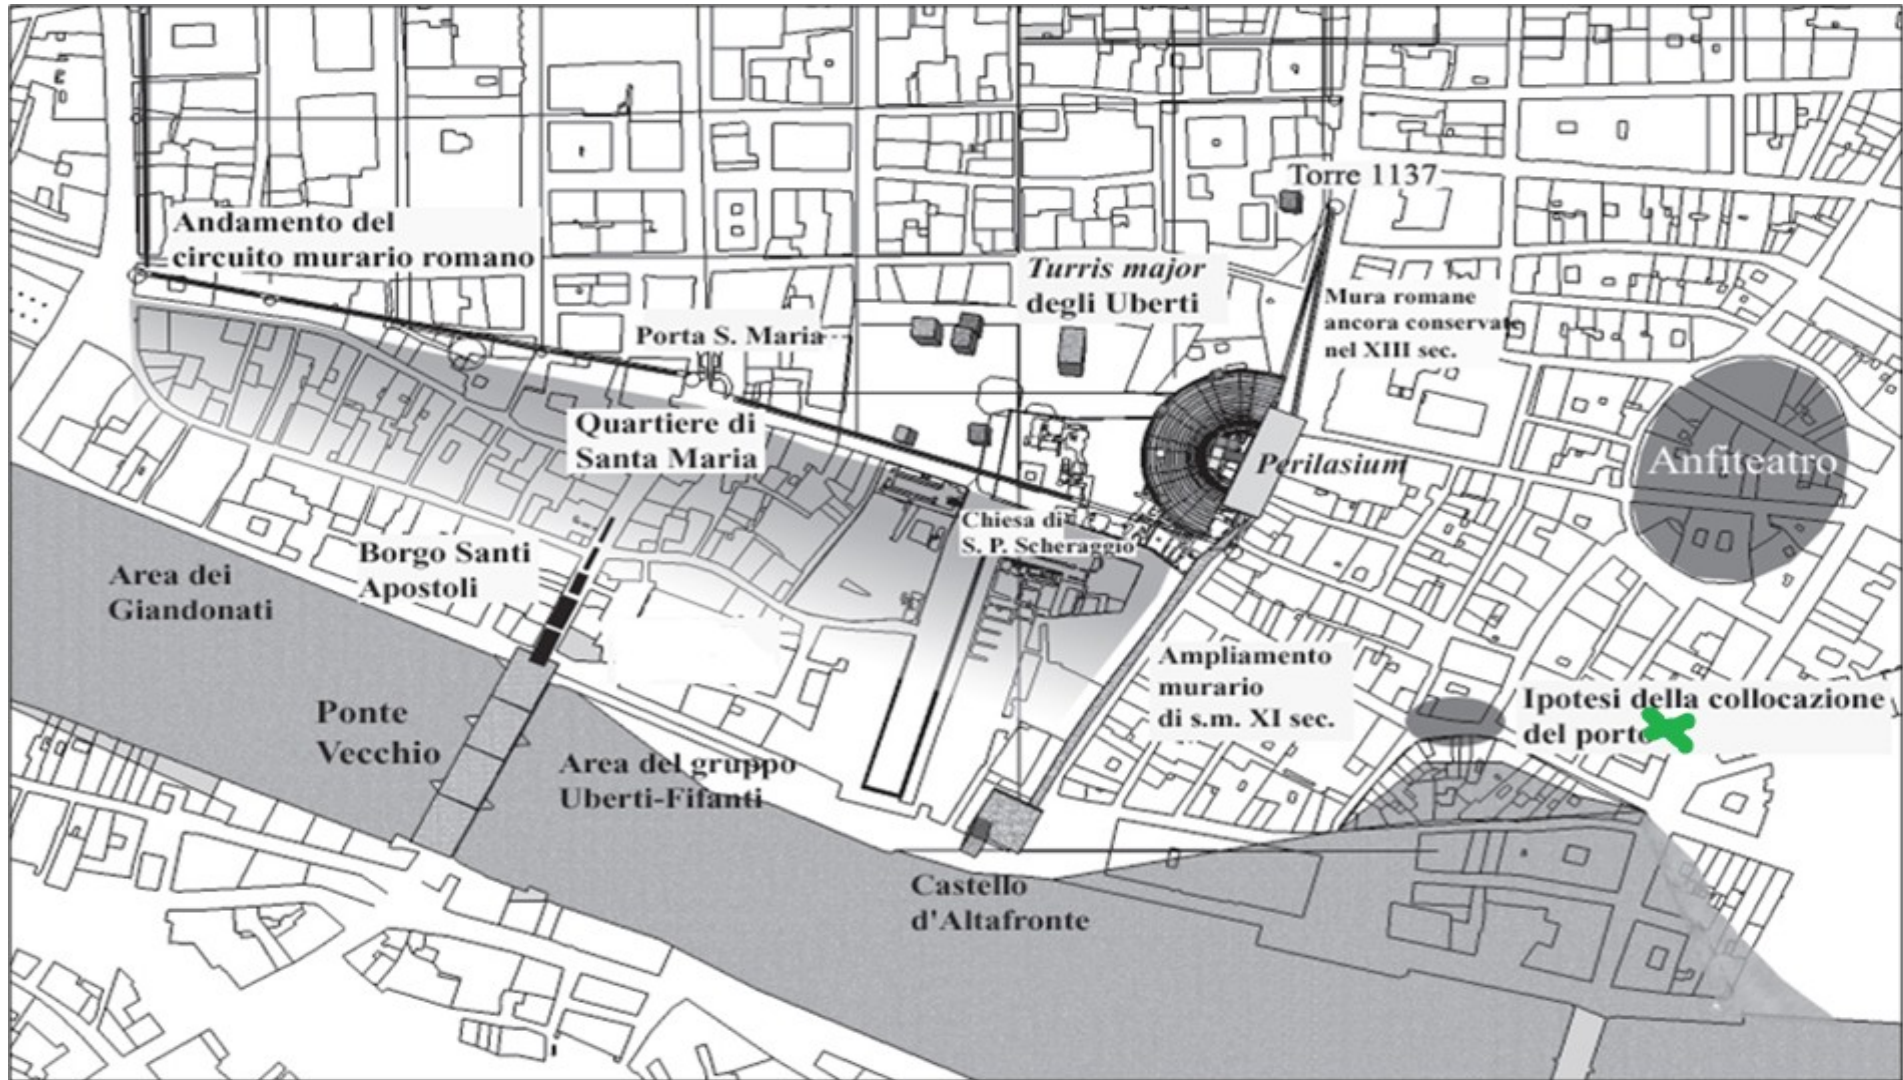 Torre 1137
Andamento del
circuito murario romano
Turris major
degli Uberti
Mura romane
ancora conservate
nel XIII sec.
Porta S. Maria
Quartiere di
Santa Maria
Perilasium
Anfiteatro
Chiesa di
S. P. Scheraggio
Borgo Santi
Apostoli
Area dei
Giandonati
Ampliamento
murario
di s.m. XI sec.
Ipotesi della collocazione
del porto
Ponte
Vecchio
Area del gruppo
Uberti-Fifanti
Castello
d'Altafronte